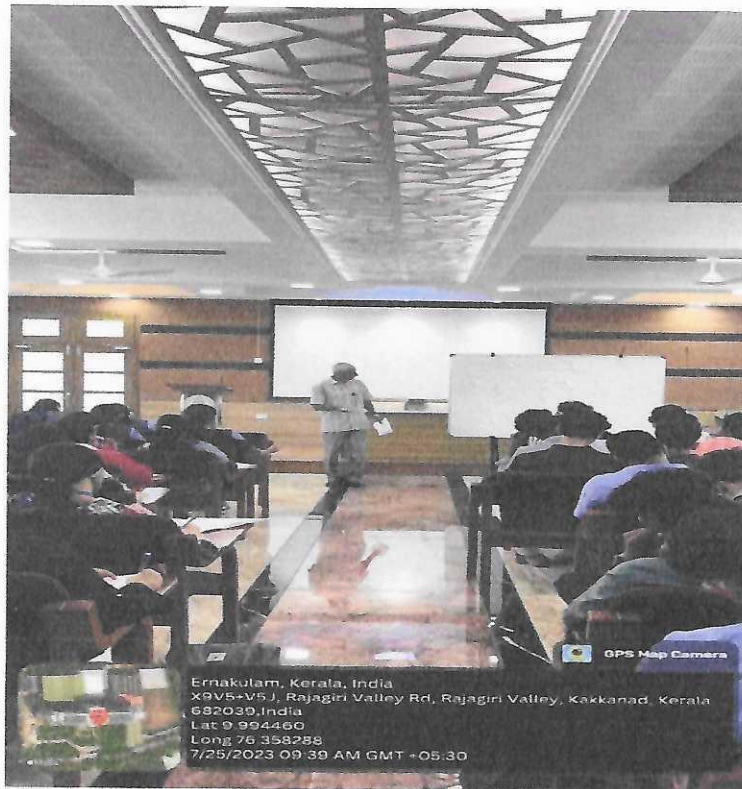 GPS Map Camera
Ernakulam, Kerala, India
X9V5+V5J, Rajagiri Valley Rd, Rajagiri Valley, Kakkanad, Kerala
682039,India
Lat 9.994460
Long 76.358288
7/25/2023 09:39 AM GMT +05:30